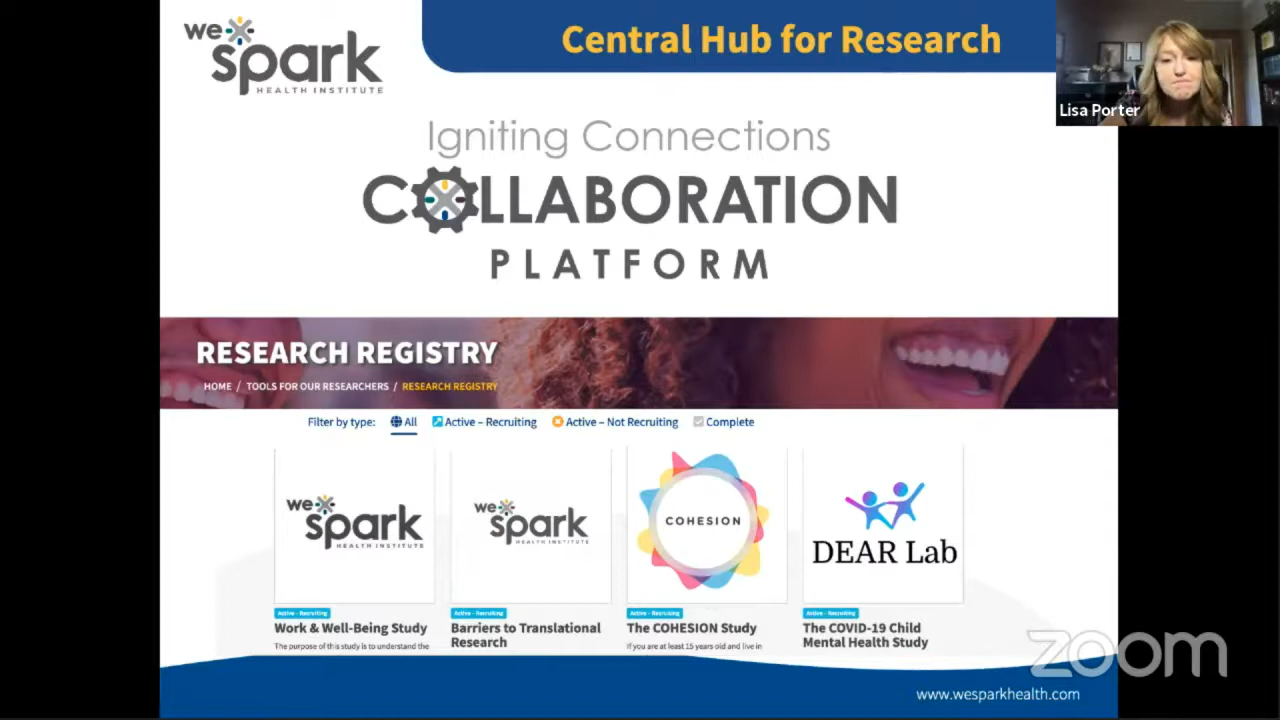 we
spark
HEALTH INSTITUTE
Central Hub for Research
Lisa Porter
Igniting Connections
COLLABORATION
PLATFORM
RESEARCH REGISTRY
HOME / TOOLS FOR OUR RESEARCHERS / RESEARCH REGISTRY
Filter by type: All Active – Recruiting Active – Not Recruiting Complete
we
spark
HEALTH INSTITUTE
we
spark
HEALTH INSTITUTE
COHESION
DEAR Lab
Active - Recruiting
Work & Well-Being Study
The purpose of this study is to understand the
Active - Recruiting
Barriers to Translational
Research
Active - Recruiting
The COHESION Study
If you are at least 15 years old and live in
Active - Recruiting
The COVID-19 Child
Mental Health Study
zoom
www.wesparkhealth.com